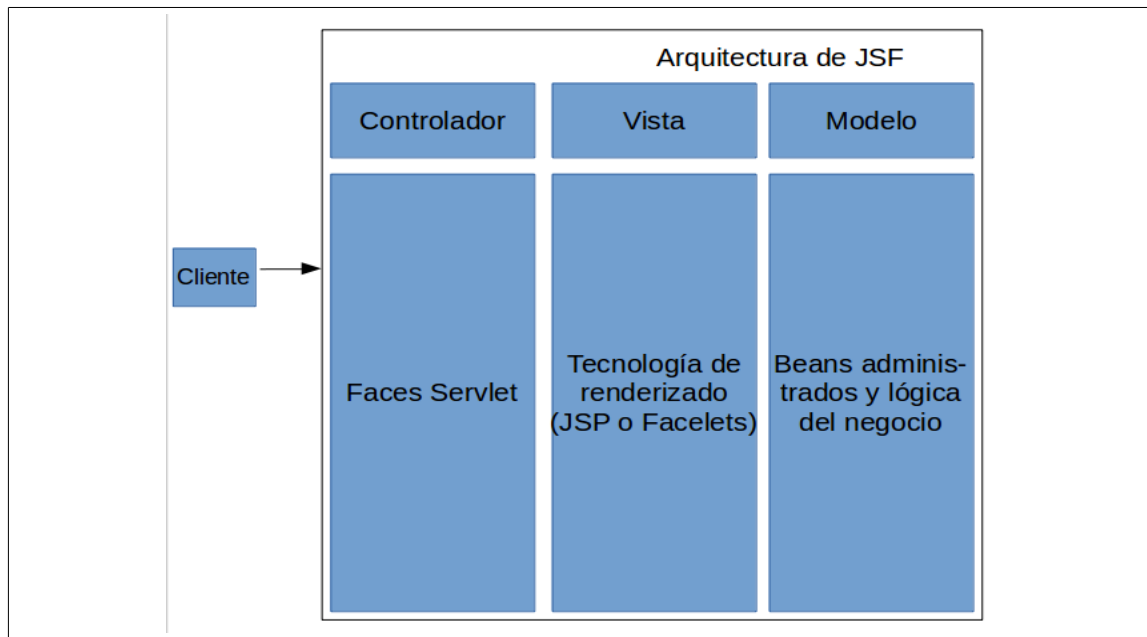 Arquitectura de JSF
Controlador
Vista
Modelo
Cliente
Faces Servlet
Tecnología de
renderizado
(JSP o Facelets)
Beans adminis-
trados y lógica
del negocio